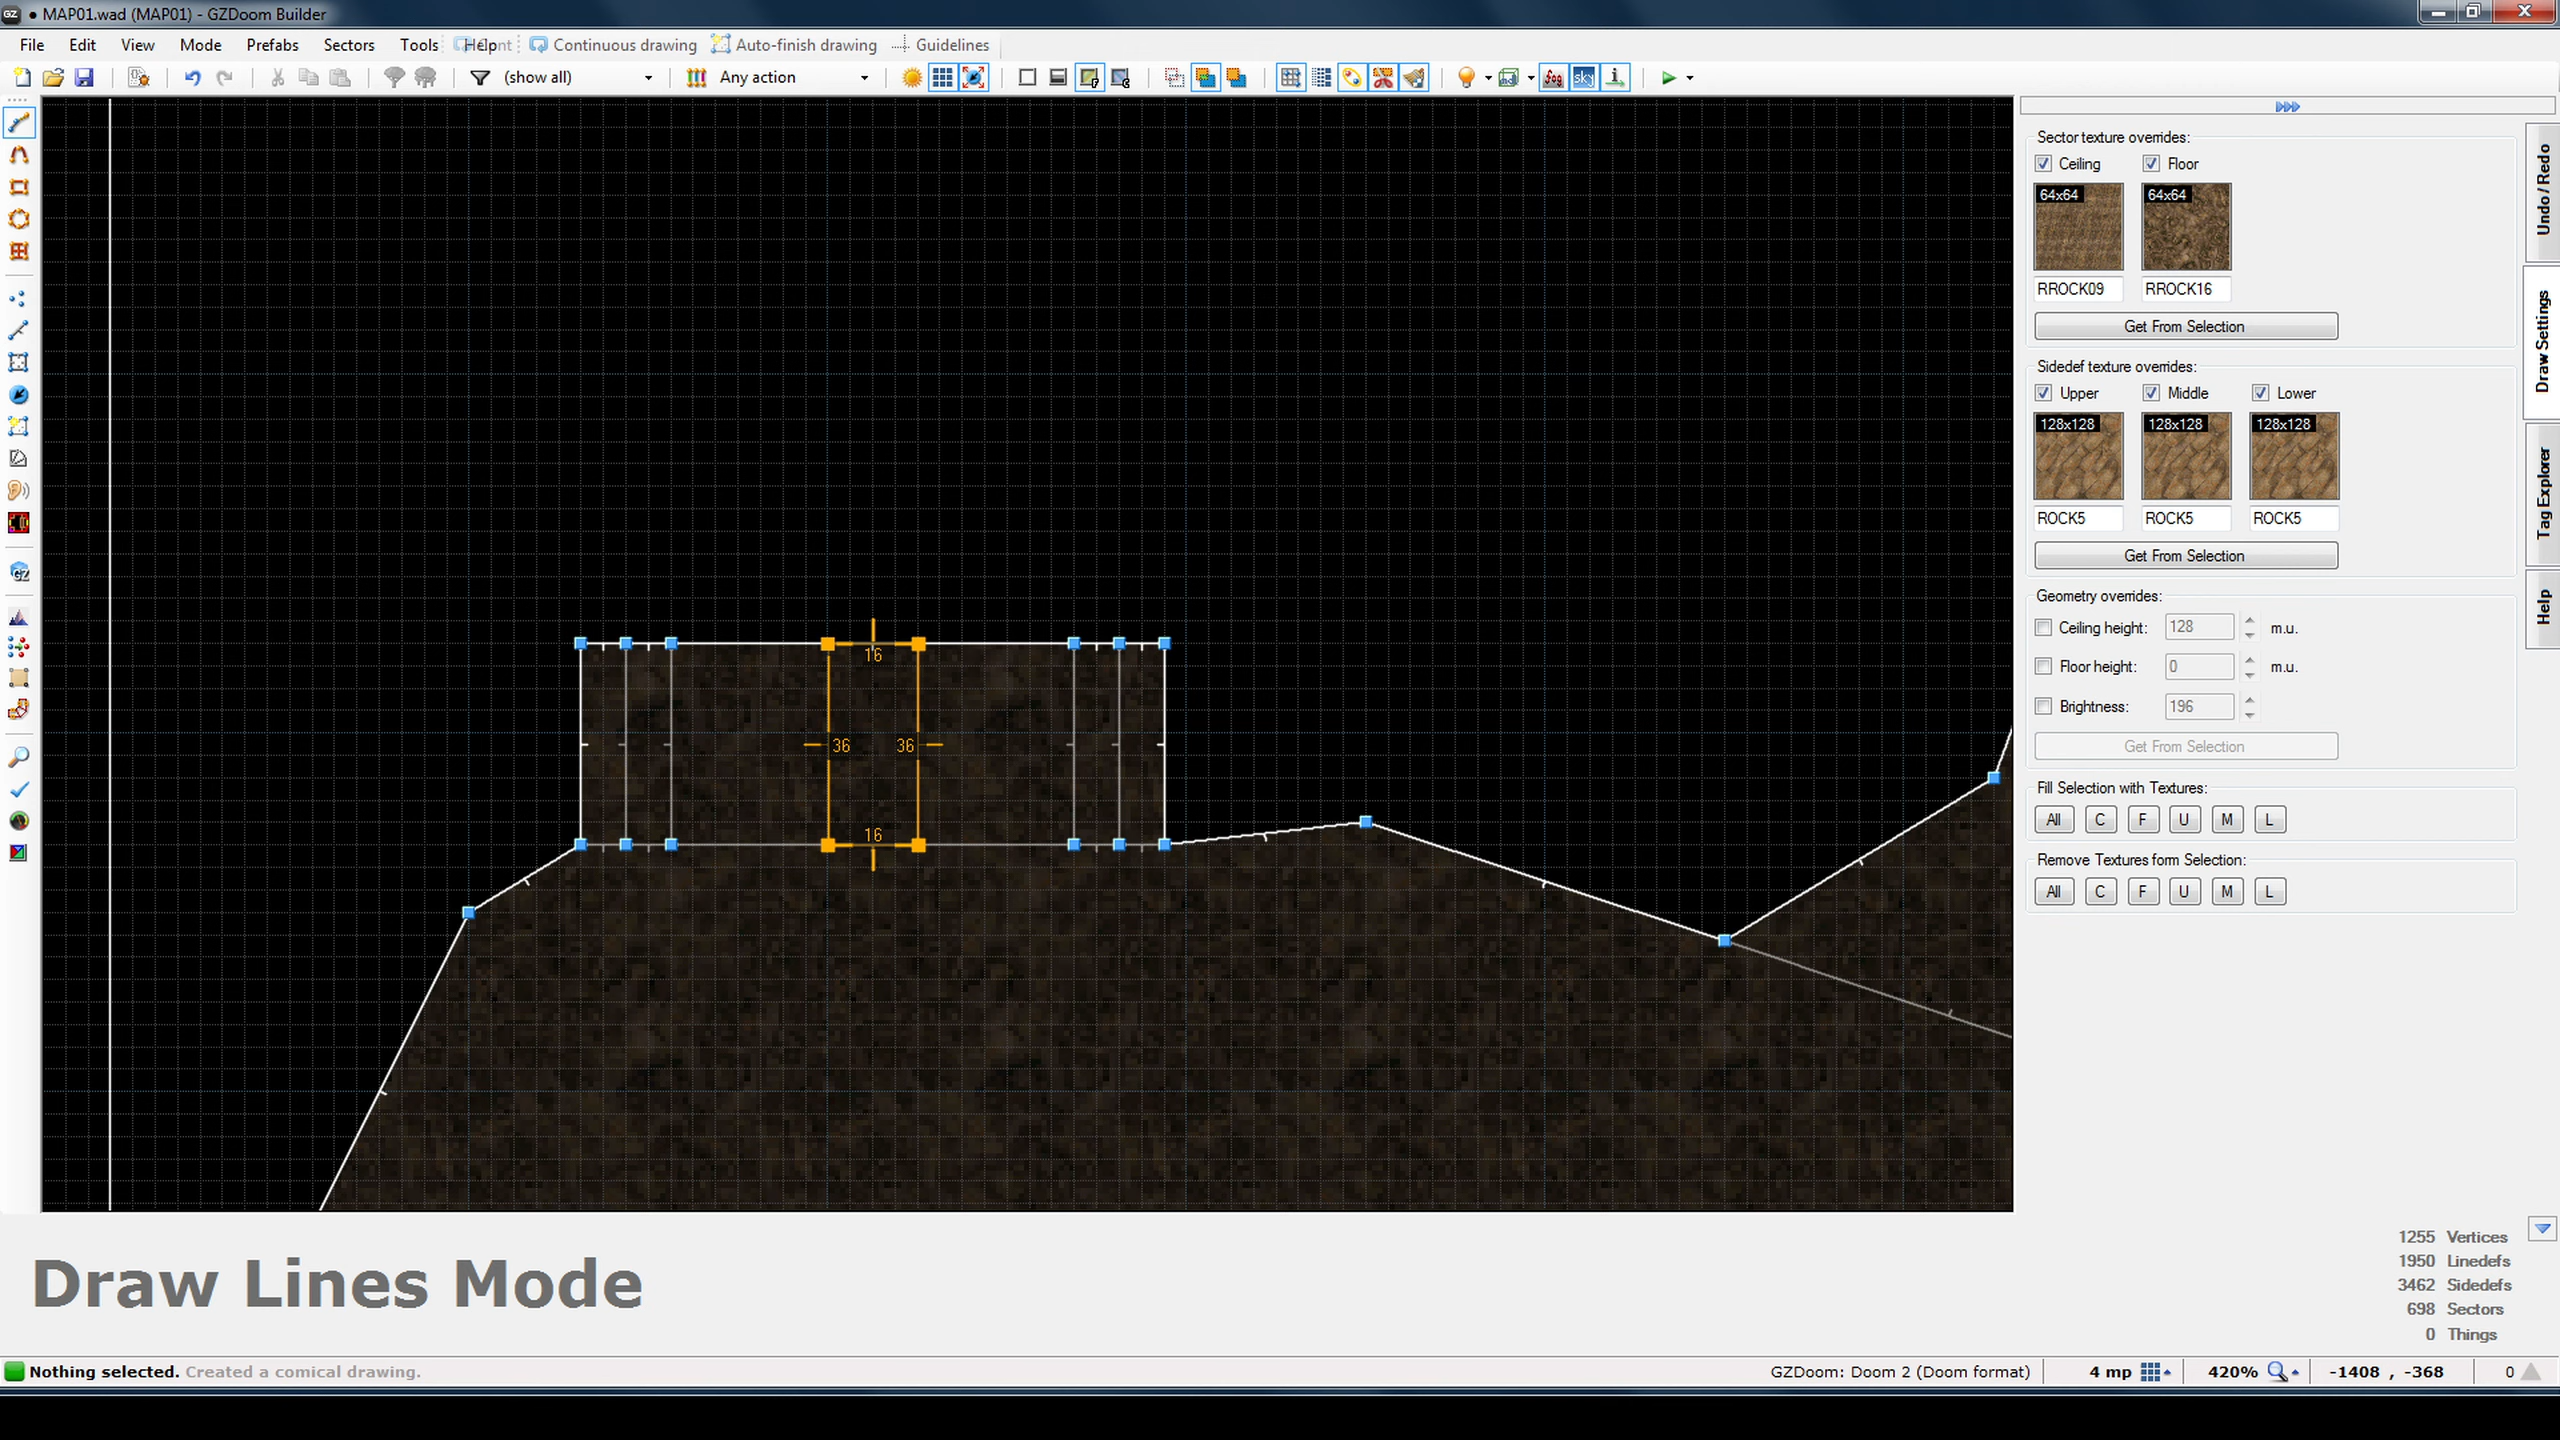 GZ • MAP01.wad (MAP01) - GZDoom Builder
File Edit View Mode Prefabs Sectors Tools Help Continuous drawing Auto-finish drawing Guidelines
(show all) Any action fog sky
Sector texture overrides:
Ceiling Floor
64x64 64x64
RROCK09 RROCK16
Get From Selection
Sidedef texture overrides:
Upper Middle Lower
128x128 128x128 128x128
ROCK5 ROCK5 ROCK5
Get From Selection
Geometry overrides:
Ceiling height: 128 m.u.
Floor height: 0 m.u.
Brightness: 196
Get From Selection
Fill Selection with Textures:
All C F U M L
Remove Textures form Selection:
All C F U M L
Undo / Redo
Draw Settings
Tag Explorer
Help
GZ
16
36 36
16
Draw Lines Mode
1255 Vertices
1950 Linedefs
3462 Sidedefs
698 Sectors
0 Things
Nothing selected. Created a comical drawing. GZDoom: Doom 2 (Doom format) 4 mp 420% -1408 , -368 0